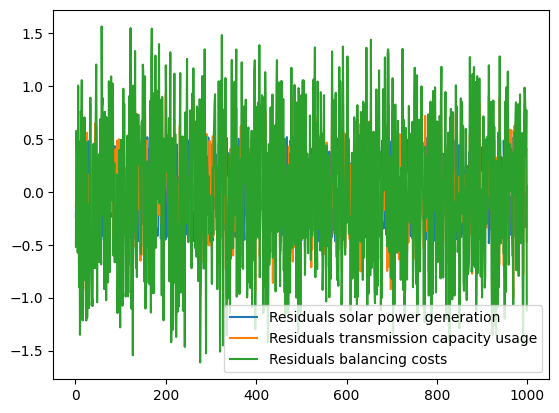 1.5
1.0
0.5
0.0
−0.5
−1.0
−1.5
Residuals solar power generation
Residuals transmission capacity usage
Residuals balancing costs
0 200 400 600 800 1000